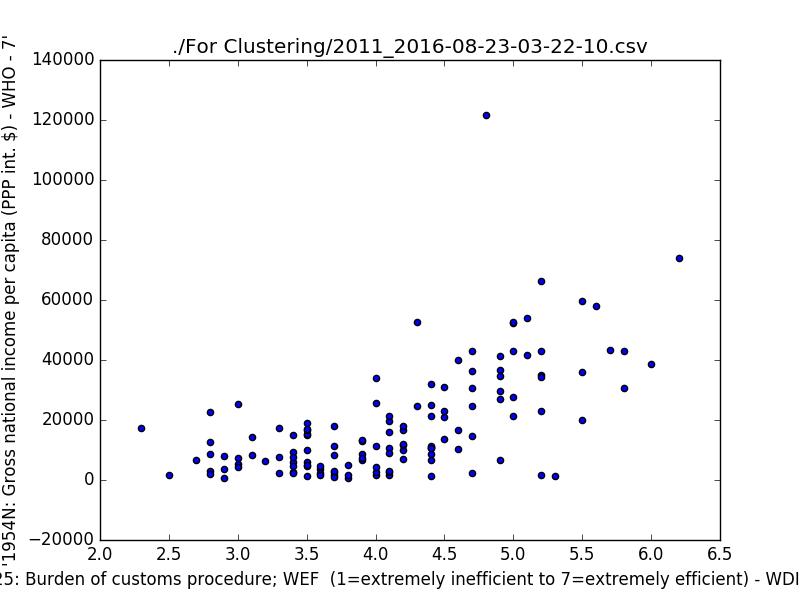 ./For Clustering/2011_2016-08-23-03-22-10.csv
'1954N: Gross national income per capita (PPP int. $) - WHO - 7'
140000
120000
100000
80000
60000
40000
20000
0
−20000
2.0 2.5 3.0 3.5 4.0 4.5 5.0 5.5 6.0 6.5
25: Burden of customs procedure; WEF (1=extremely inefficient to 7=extremely efficient) - WDI